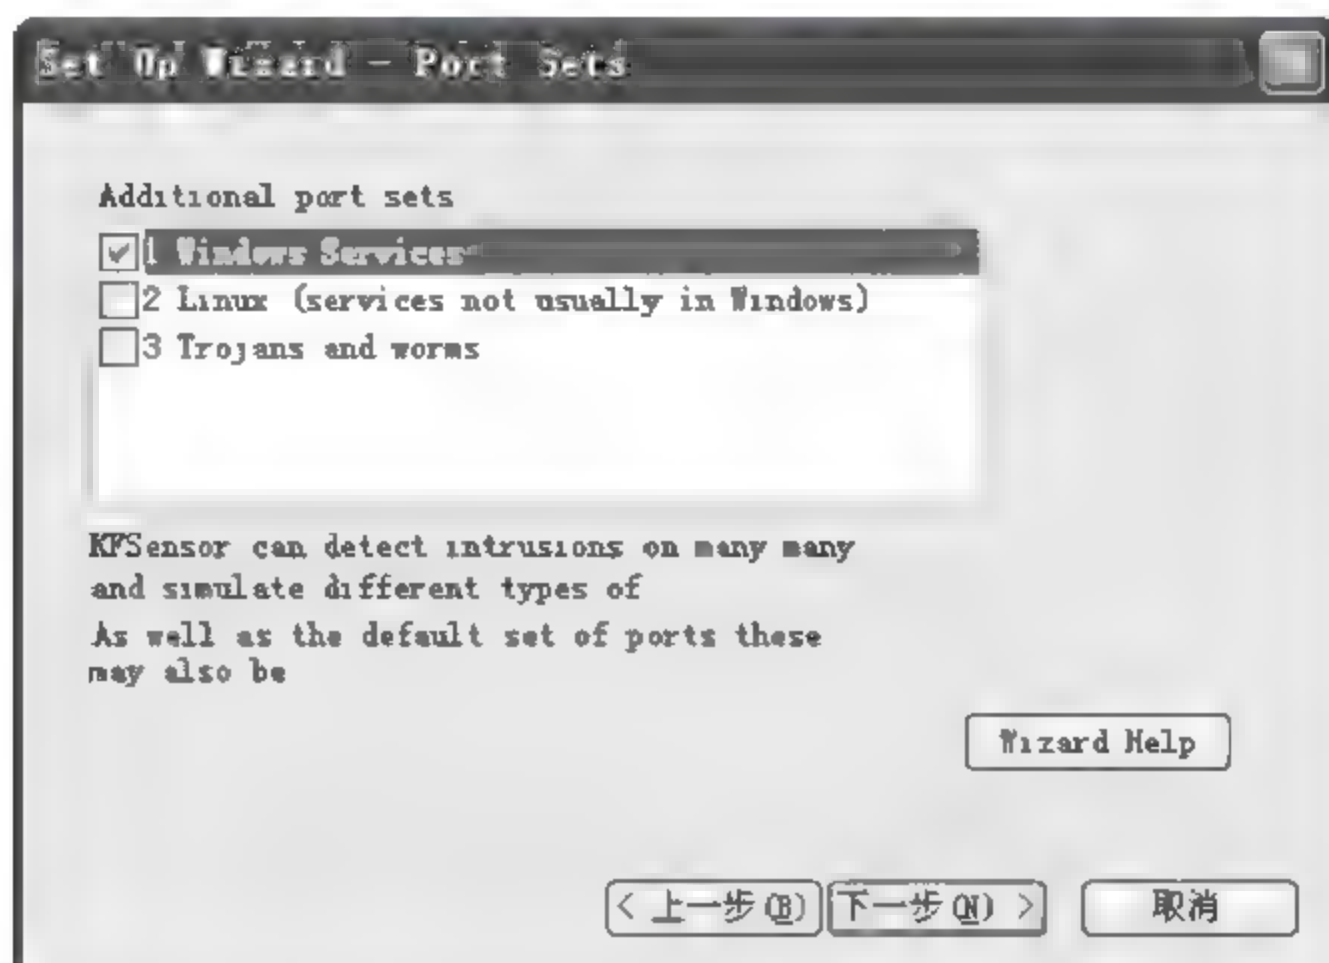 Set Up Wizard - Port Sets
Additional port sets
1 Windows Services
2 Linux (services not usually in Windows)
3 Trojans and worms
KFSensor can detect intrusions on many many
and simulate different types of
As well as the default set of ports these
may also be
Wizard Help
< 上一步(B)
下一步(N) >
取消